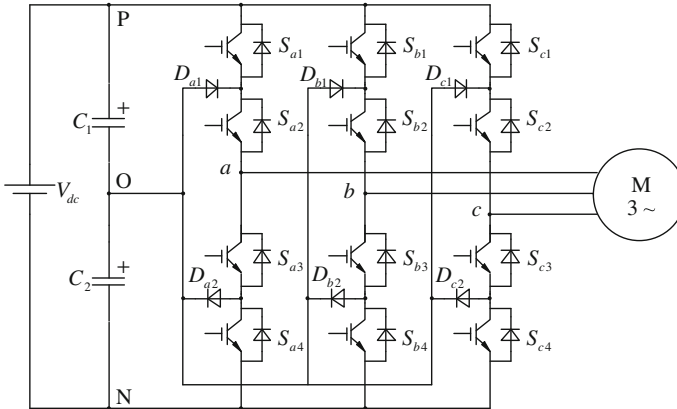 P
S_a1 S_b1 S_c1
D_a1 D_b1 D_c1
C_1 +
S_a2 S_b2 S_c2
a
V_dc
O
b
M
3 ~
c
C_2 +
S_a3 S_b3 S_c3
D_a2 D_b2 D_c2
S_a4 S_b4 S_c4
N